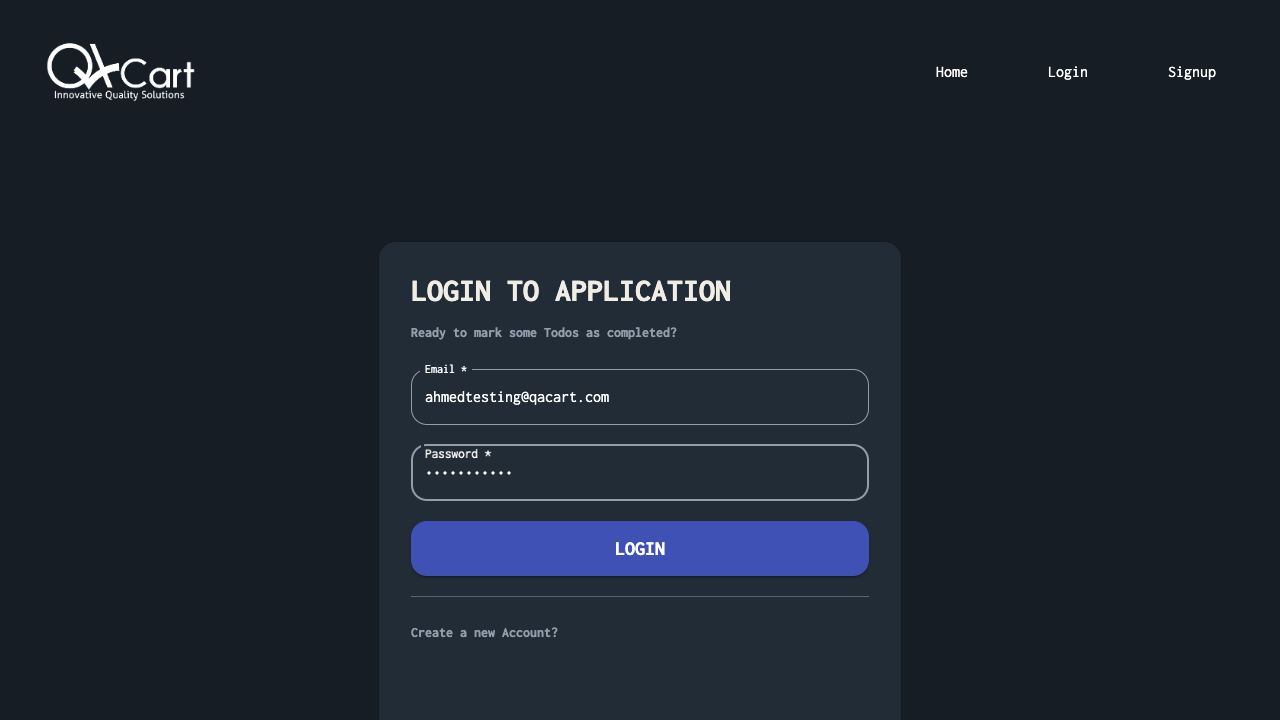 QACart
Innovative Quality Solutions
Home
Login
Signup
LOGIN TO APPLICATION
Ready to mark some Todos as completed?
Email *
ahmedtesting@qacart.com
Password *
•••••••••••
LOGIN
Create a new Account?